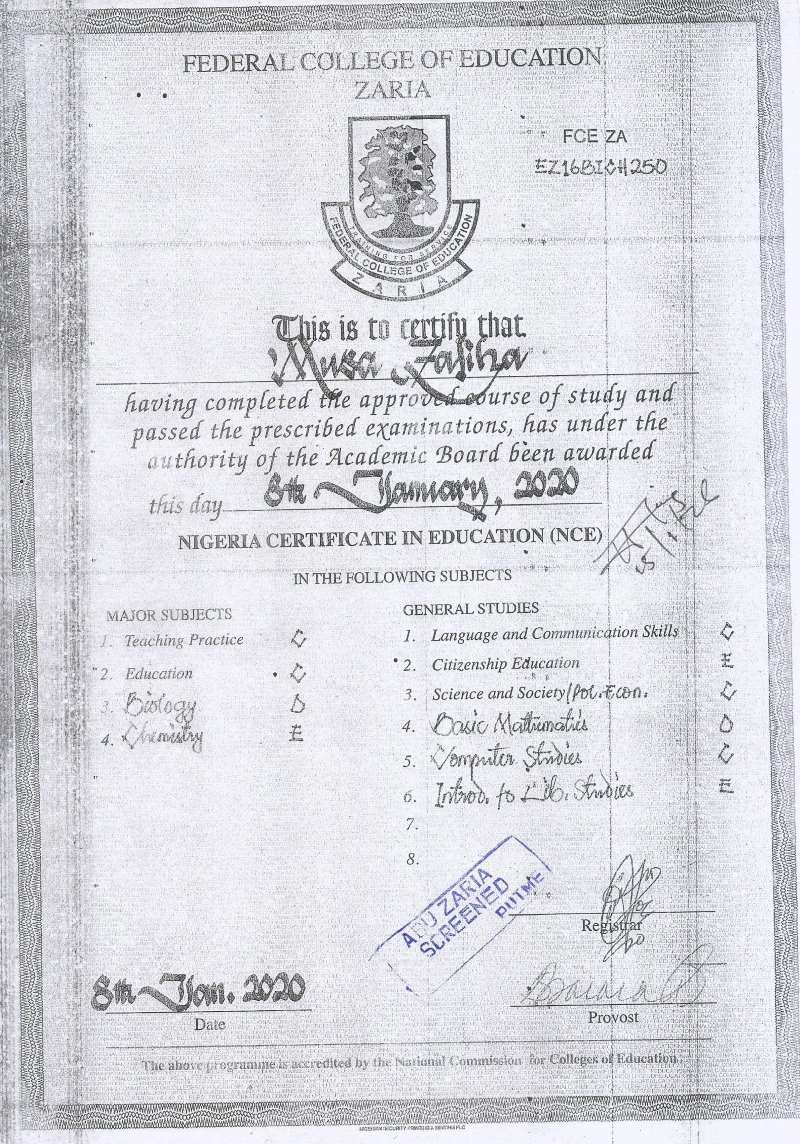 FEDERAL COLLEGE OF EDUCATION
ZARIA
FCE ZA
EZ16BICH250
TRAINING FOR SERVICE
FEDERAL COLLEGE OF EDUCATION
ZARIA
This is to certify that
Musa
having completed the approved course of study and
passed the prescribed examinations, has under the
authority of the Academic Board been awarded
this day 8th January, 2020
NIGERIA CERTIFICATE IN EDUCATION (NCE)
IN THE FOLLOWING SUBJECTS
MAJOR SUBJECTS
1. Teaching Practice C
2. Education C
3. Biology D
4. Chemistry E
GENERAL STUDIES
1. Language and Communication Skills C
2. Citizenship Education E
3. Science and Society/Pol. Econ. C
4. Basic Mathematics D
5. Computer Studies C
6. Introd. to Lib. Studies E
7.
8.
ABU ZARIA
SCREENED
PUTME
Registrar
8th Jan. 2020
Date
Provost
The above programme is accredited by the National Commission for Colleges of Education.